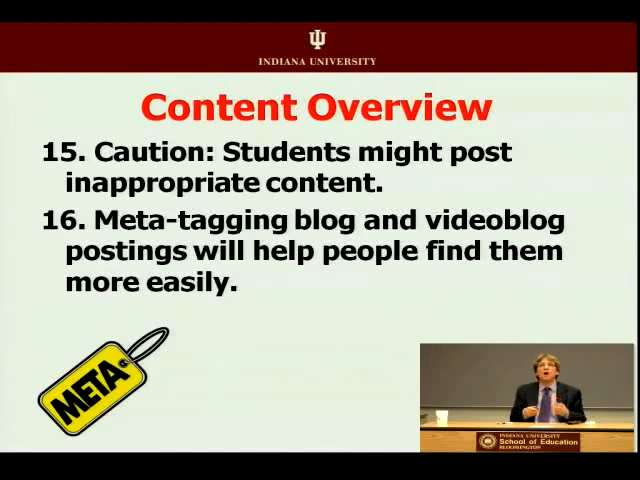 INDIANA UNIVERSITY
Content Overview
15. Caution: Students might post
inappropriate content.
16. Meta-tagging blog and videoblog
postings will help people find them
more easily.
META
INDIANA UNIVERSITY
School of Education
BLOOMINGTON